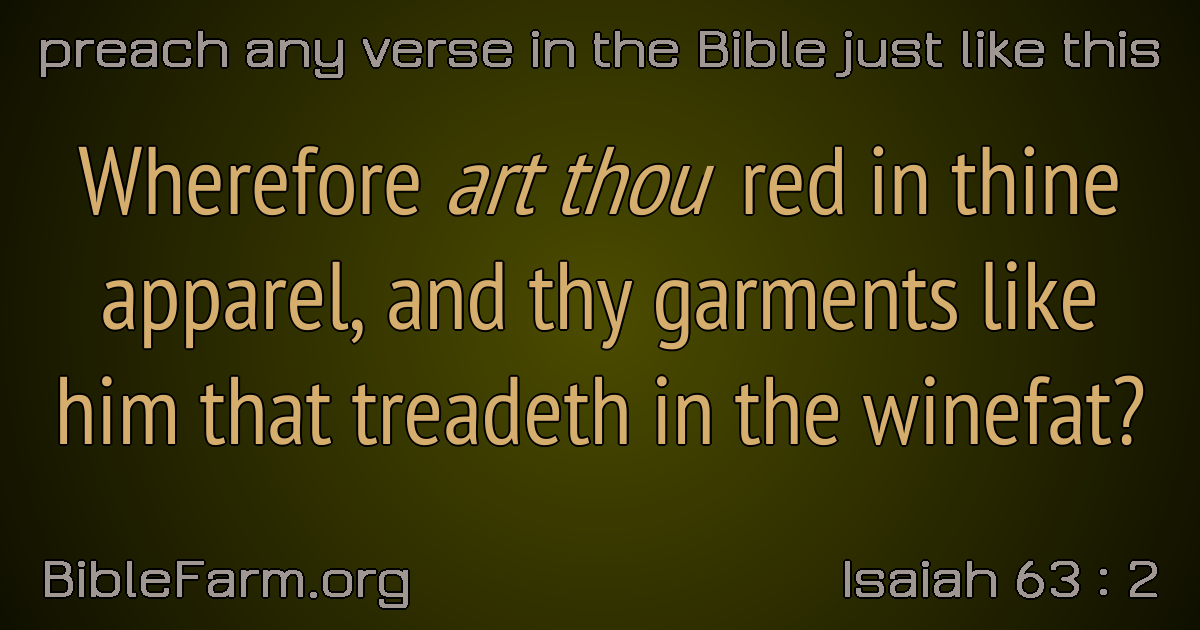 preach any verse in the Bible just like this
Wherefore art thou red in thine
apparel, and thy garments like
him that treadeth in the winefat?
BibleFarm.org
Isaiah 63 : 2